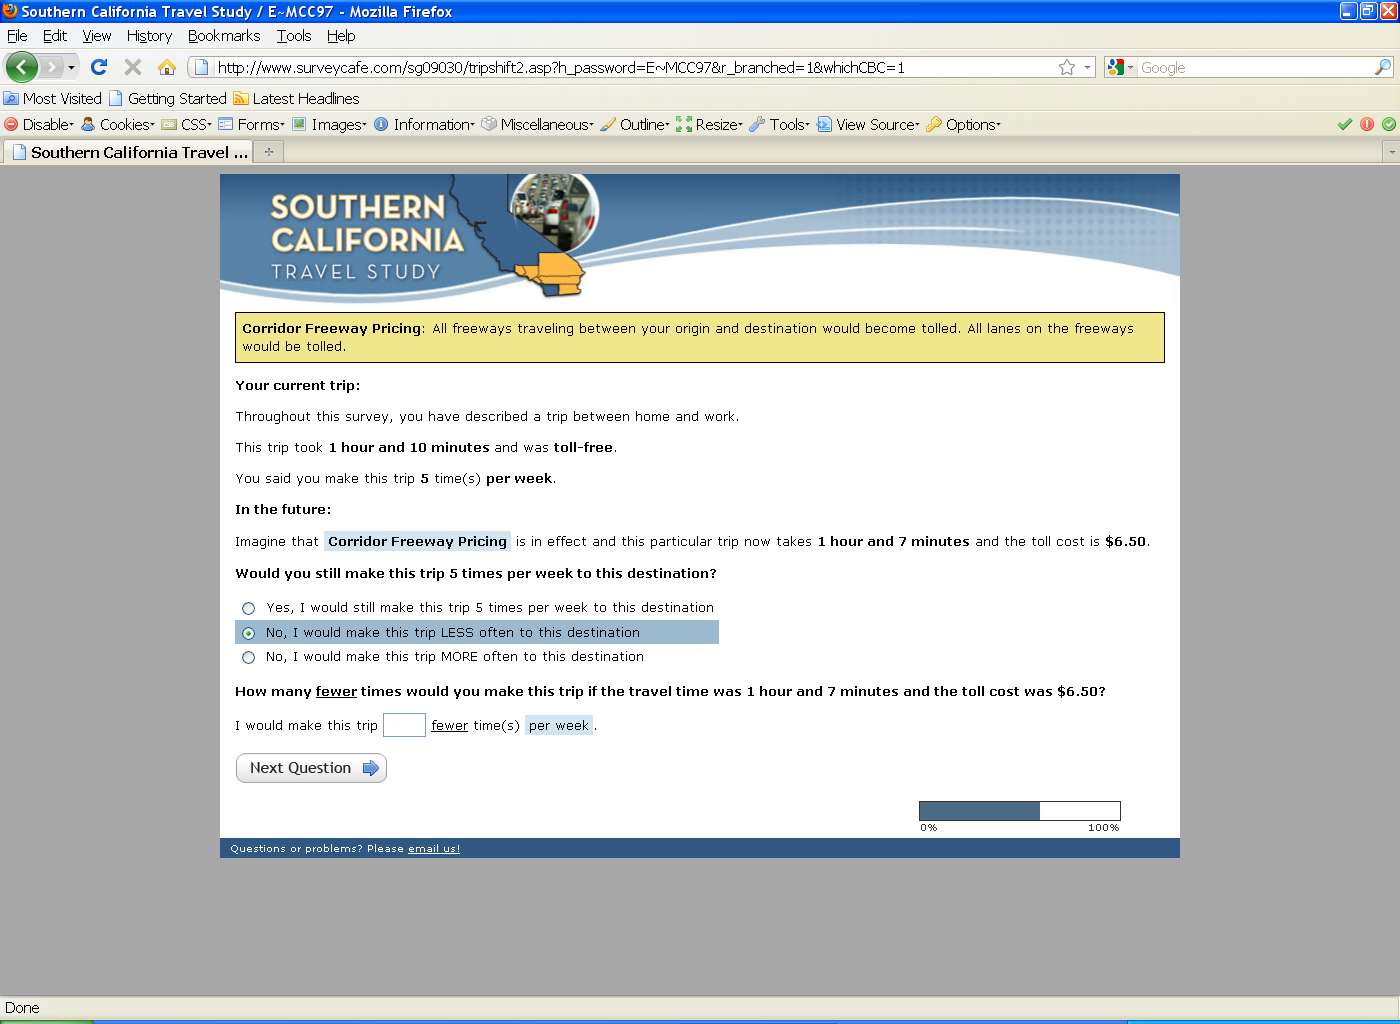 Southern California Travel Study / E~MCC97 - Mozilla Firefox
File Edit View History Bookmarks Tools Help
http://www.surveycafe.com/sg09030/tripshift2.asp?h_password=E~MCC97&r_branched=1&whichCBC=1 Google
Most Visited Getting Started Latest Headlines
Disable Cookies CSS Forms Images Information Miscellaneous Outline Resize Tools View Source Options
Southern California Travel ...
SOUTHERN
CALIFORNIA
TRAVEL STUDY
Corridor Freeway Pricing: All freeways traveling between your origin and destination would become tolled. All lanes on the freeways
would be tolled.
Your current trip:
Throughout this survey, you have described a trip between home and work.
This trip took 1 hour and 10 minutes and was toll-free.
You said you make this trip 5 time(s) per week.
In the future:
Imagine that Corridor Freeway Pricing is in effect and this particular trip now takes 1 hour and 7 minutes and the toll cost is $6.50.
Would you still make this trip 5 times per week to this destination?
Yes, I would still make this trip 5 times per week to this destination
No, I would make this trip LESS often to this destination
No, I would make this trip MORE often to this destination
How many fewer times would you make this trip if the travel time was 1 hour and 7 minutes and the toll cost was $6.50?
I would make this trip fewer time(s) per week.
Next Question
0% 100%
Questions or problems? Please email us!
Done